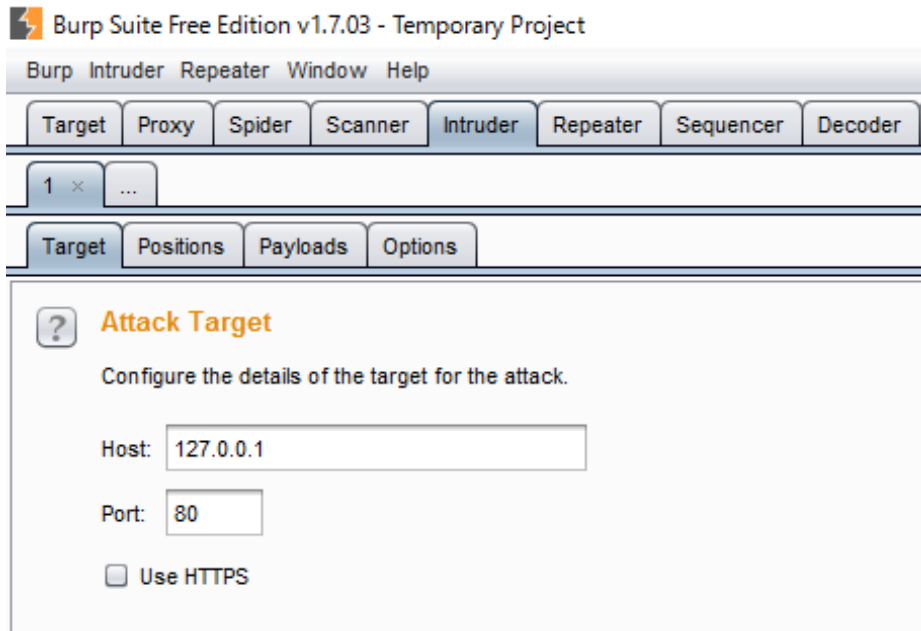 Burp Suite Free Edition v1.7.03 - Temporary Project
Burp Intruder Repeater Window Help
Target Proxy Spider Scanner Intruder Repeater Sequencer Decoder
1 × ...
Target Positions Payloads Options
? Attack Target
Configure the details of the target for the attack.
Host: 127.0.0.1
Port: 80
Use HTTPS